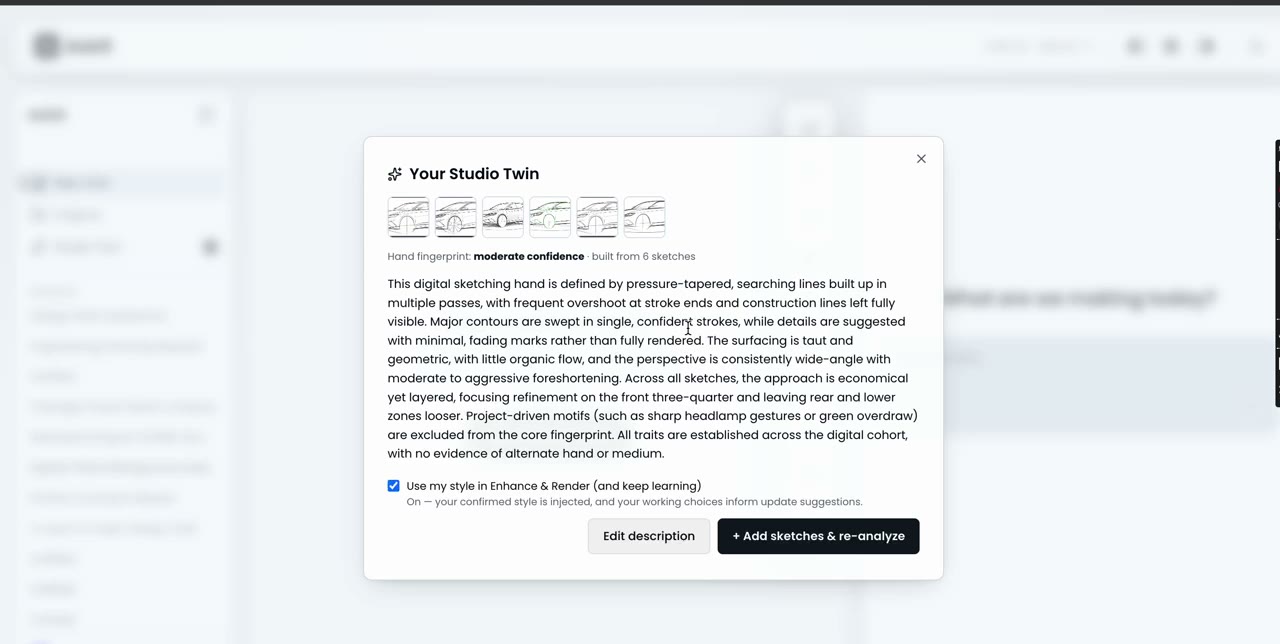 Your Studio Twin
Hand fingerprint: moderate confidence · built from 6 sketches
This digital sketching hand is defined by pressure-tapered, searching lines built up in
multiple passes, with frequent overshoot at stroke ends and construction lines left fully
visible. Major contours are swept in single, confident strokes, while details are suggested
with minimal, fading marks rather than fully rendered. The surfacing is taut and
geometric, with little organic flow, and the perspective is consistently wide-angle with
moderate to aggressive foreshortening. Across all sketches, the approach is economical
yet layered, focusing refinement on the front three-quarter and leaving rear and lower
zones looser. Project-driven motifs (such as sharp headlamp gestures or green overdraw)
are excluded from the core fingerprint. All traits are established across the digital cohort,
with no evidence of alternate hand or medium.
Use my style in Enhance & Render (and keep learning)
On — your confirmed style is injected, and your working choices inform update suggestions.
Edit description
+ Add sketches & re-analyze
What are we making today?